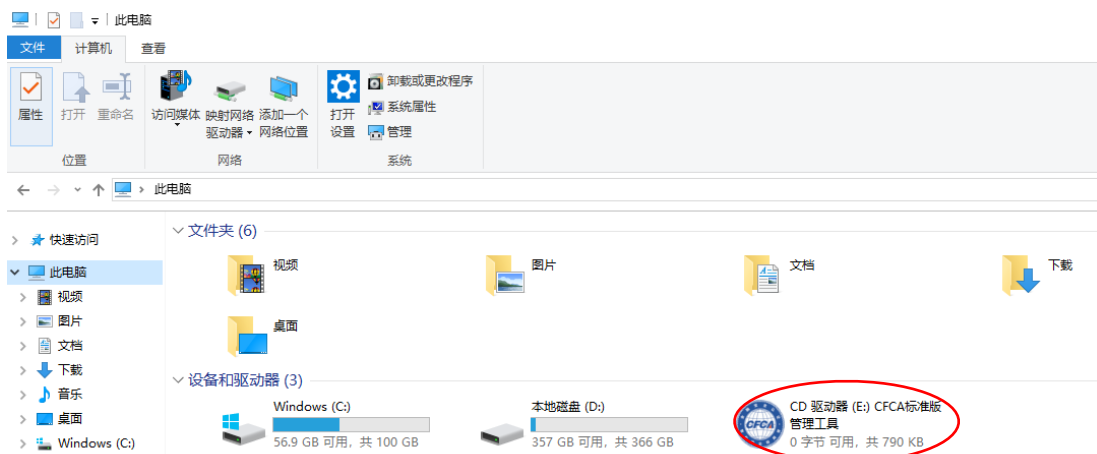 此电脑
文件 计算机 查看
属性 打开 重命名 访问媒体 映射网络驱动器 添加一个网络位置 打开设置 卸载或更改程序
系统属性
管理
位置 网络 系统
此电脑
快速访问
此电脑
视频
图片
文档
下载
音乐
桌面
Windows (C:)
文件夹 (6)
视频 图片 文档 下载
桌面
设备和驱动器 (3)
Windows (C:)
56.9 GB 可用，共 100 GB
本地磁盘 (D:)
357 GB 可用，共 366 GB
CFCA
CD 驱动器 (E:) CFCA标准版
管理工具
0 字节 可用，共 790 KB